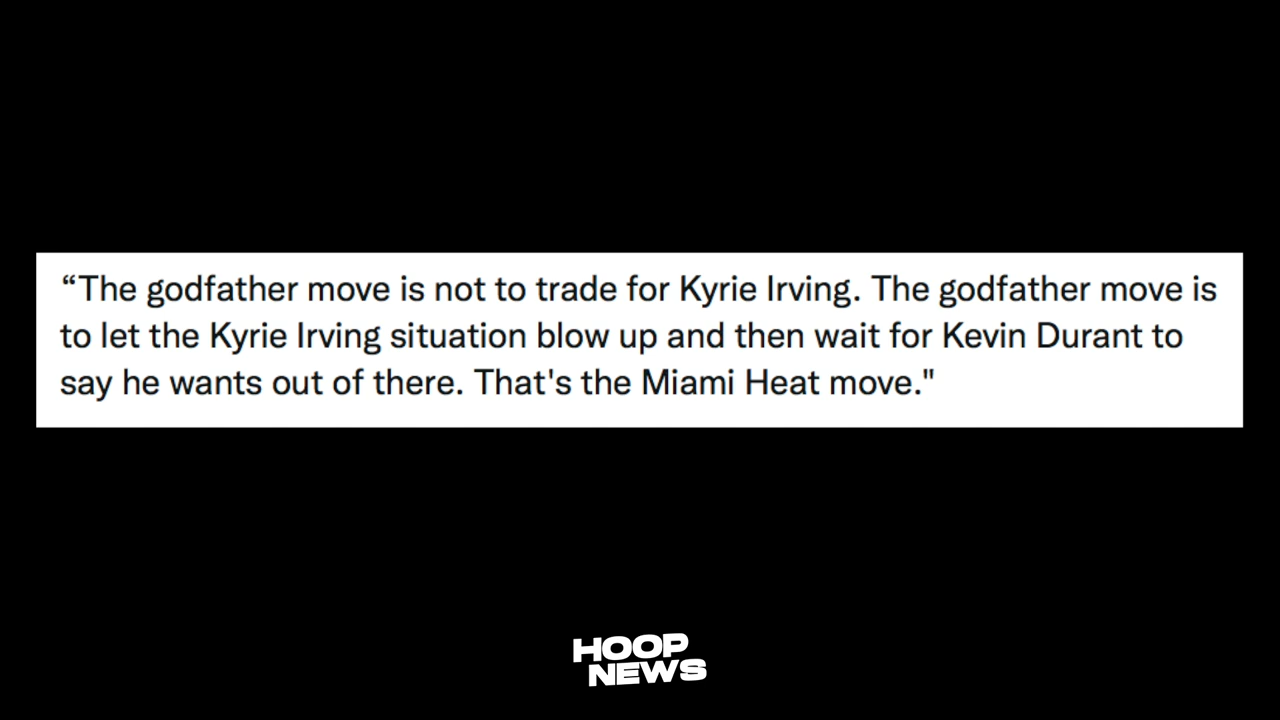 “The godfather move is not to trade for Kyrie Irving. The godfather move is
to let the Kyrie Irving situation blow up and then wait for Kevin Durant to
say he wants out of there. That's the Miami Heat move."
HOOP
NEWS